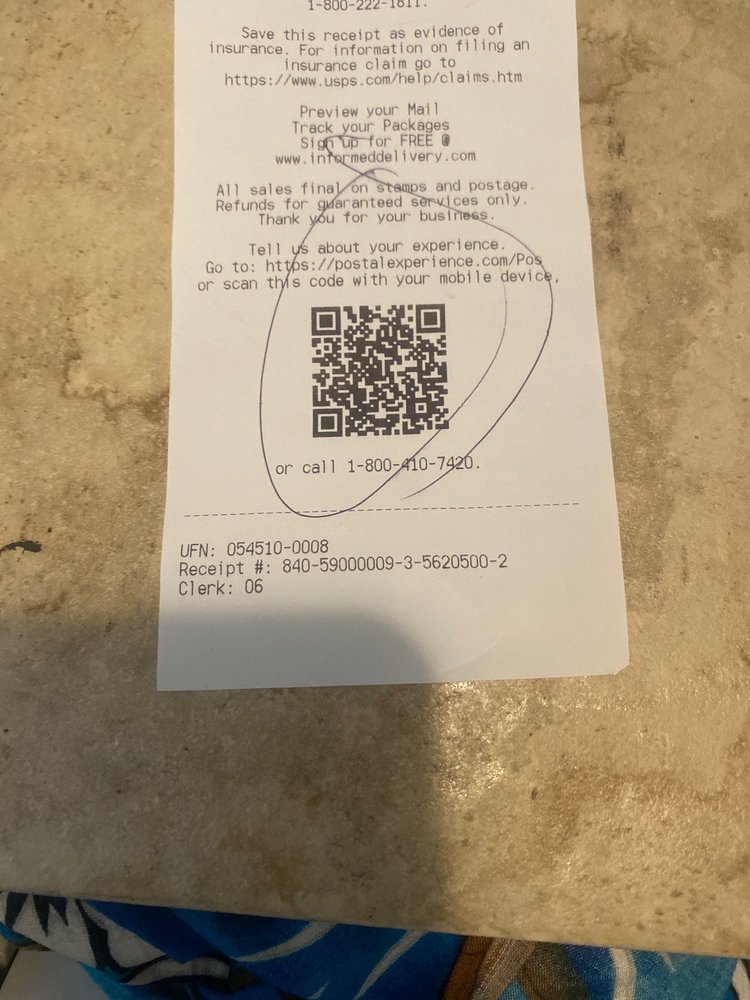 1-800-222-1811.
Save this receipt as evidence of
insurance. For information on filing an
insurance claim go to
https://www.usps.com/help/claims.htm
Preview your Mail
Track your Packages
Sign up for FREE @
www.informeddelivery.com
All sales final on stamps and postage.
Refunds for guaranteed services only.
Thank you for your business.
Tell us about your experience.
Go to: https://postalexperience.com/Pos
or scan this code with your mobile device,
or call 1-800-410-7420.
UFN: 054510-0008
Receipt #: 840-59000009-3-5620500-2
Clerk: 06